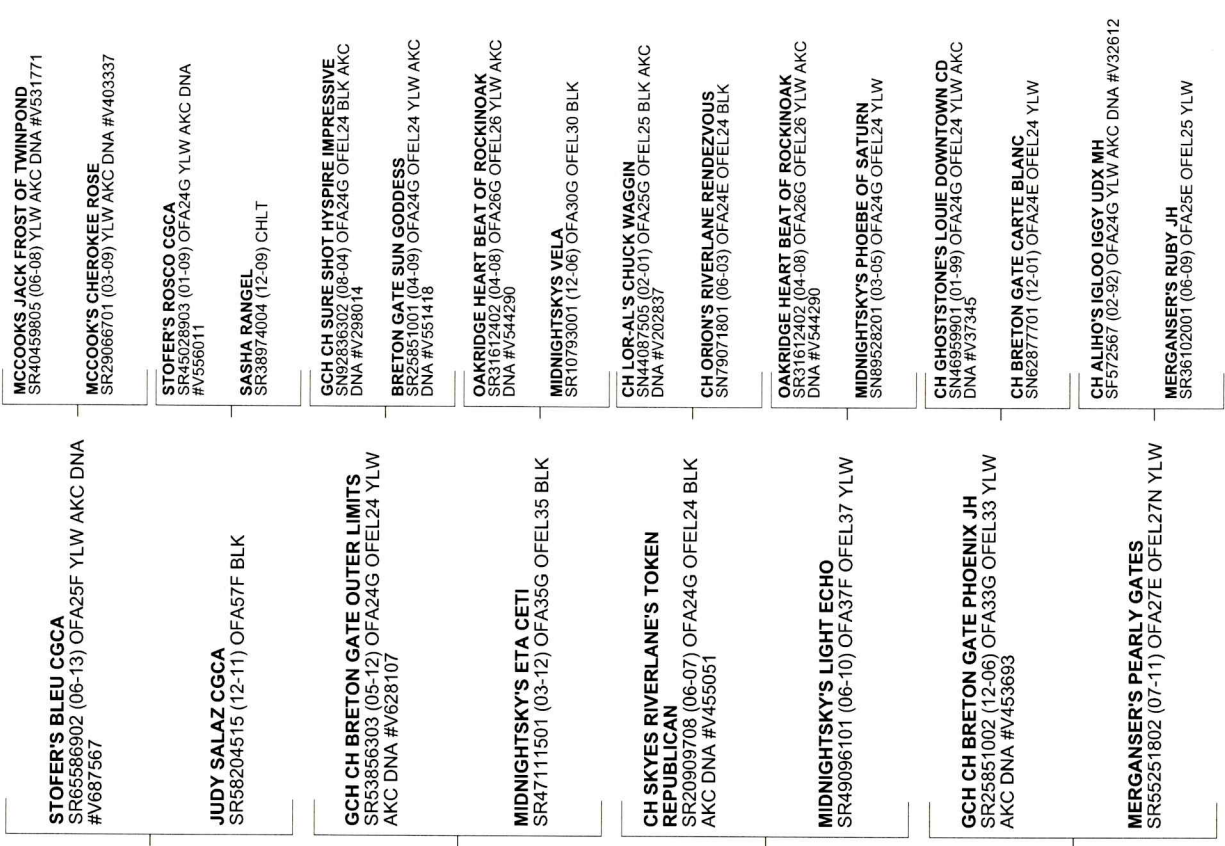 STOFER'S BLEU CGCA
SR65586902 (06-13) OFA25F YLW AKC DNA
#V687567
JUDY SALAZ CGCA
SR58204515 (12-11) OFA57F BLK
GCH CH BRETON GATE OUTER LIMITS
SR53856303 (05-12) OFA24G OFEL24 YLW
AKC DNA #V628107
MIDNIGHTSKY'S ETA CETI
SR47111501 (03-12) OFA35G OFEL35 BLK
CH SKYES RIVERLANE'S TOKEN
REPUBLICAN
SR20909708 (06-07) OFA24G OFEL24 BLK
AKC DNA #V455051
MIDNIGHTSKY'S LIGHT ECHO
SR49096101 (06-10) OFA37F OFEL37 YLW
GCH CH BRETON GATE PHOENIX JH
SR25851002 (12-06) OFA33G OFEL33 YLW
AKC DNA #V453693
MERGANSER'S PEARLY GATES
SR55251802 (07-11) OFA27E OFEL27N YLW
MCCOOKS JACK FROST OF TWINPOND
SR40459805 (06-08) YLW AKC DNA #V531771
MCCOOK'S CHEROKEE ROSE
SR29066701 (03-09) YLW AKC DNA #V403337
STOFER'S ROSCO CGCA
SR45028903 (01-09) OFA24G YLW AKC DNA
#V556011
SASHA RANGEL
SR38974004 (12-09) CHLT
GCH CH SURE SHOT HYSPIRE IMPRESSIVE
SN92836302 (08-04) OFA24G OFEL24 BLK AKC
DNA #V298014
BRETON GATE SUN GODDESS
SR25851001 (04-09) OFA24G OFEL24 YLW AKC
DNA #V551418
OAKRIDGE HEART BEAT OF ROCKINOAK
SR31612402 (04-08) OFA26G OFEL26 YLW AKC
DNA #V544290
MIDNIGHTSKYS VELA
SR10793001 (12-06) OFA30G OFEL30 BLK
CH LOR-AL'S CHUCK WAGGIN
SN44087505 (02-01) OFA25G OFEL25 BLK AKC
DNA #V202837
CH ORION'S RIVERLANE RENDEZVOUS
SN79071801 (06-03) OFA24E OFEL24 BLK
OAKRIDGE HEART BEAT OF ROCKINOAK
SR31612402 (04-08) OFA26G OFEL26 YLW AKC
DNA #V544290
MIDNIGHTSKY'S PHOEBE OF SATURN
SN89528201 (03-05) OFA24G OFEL24 YLW
CH GHOSTSTONE'S LOUIE DOWNTOWN CD
SN46959901 (01-99) OFA24G OFEL24 YLW AKC
DNA #V37345
CH BRETON GATE CARTE BLANC
SN62877701 (12-01) OFA24E OFEL24 YLW
CH ALIHO'S IGLOO IGGY UDX MH
SF572567 (02-92) OFA24G YLW AKC DNA #V32612
MERGANSER'S RUBY JH
SR36102001 (06-09) OFA25E OFEL25 YLW